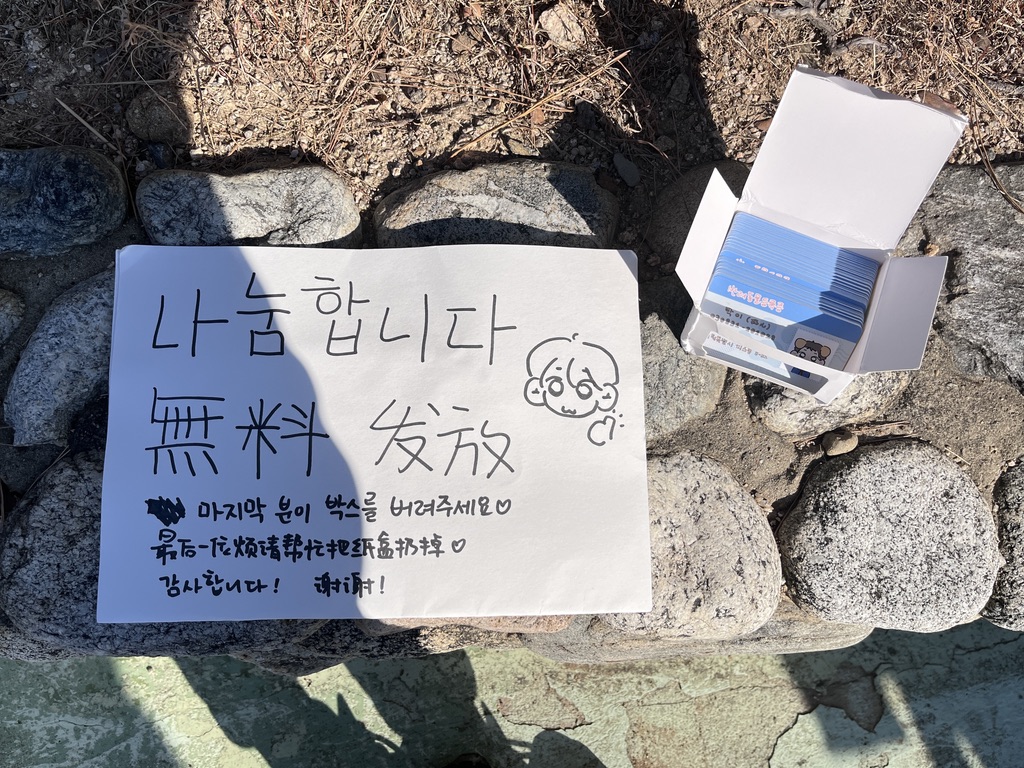 나눔합니다
無料 发放
마지막 분이 박스를 버려주세요♡
最后一位烦请帮忙把纸盒扔掉♡
감사합니다! 谢谢!